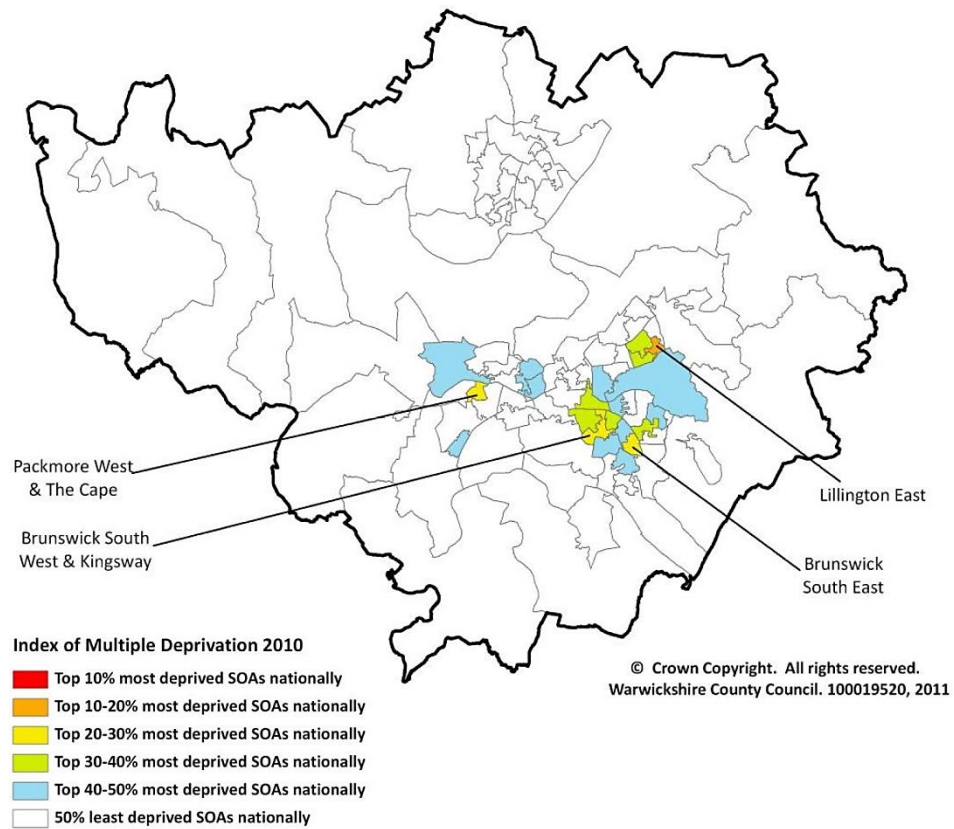 Packmore West
& The Cape
Lillington East
Brunswick South
West & Kingsway
Brunswick
South East
Index of Multiple Deprivation 2010
Top 10% most deprived SOAs nationally
Top 10-20% most deprived SOAs nationally
Top 20-30% most deprived SOAs nationally
Top 30-40% most deprived SOAs nationally
Top 40-50% most deprived SOAs nationally
50% least deprived SOAs nationally
© Crown Copyright. All rights reserved.
Warwickshire County Council. 100019520, 2011